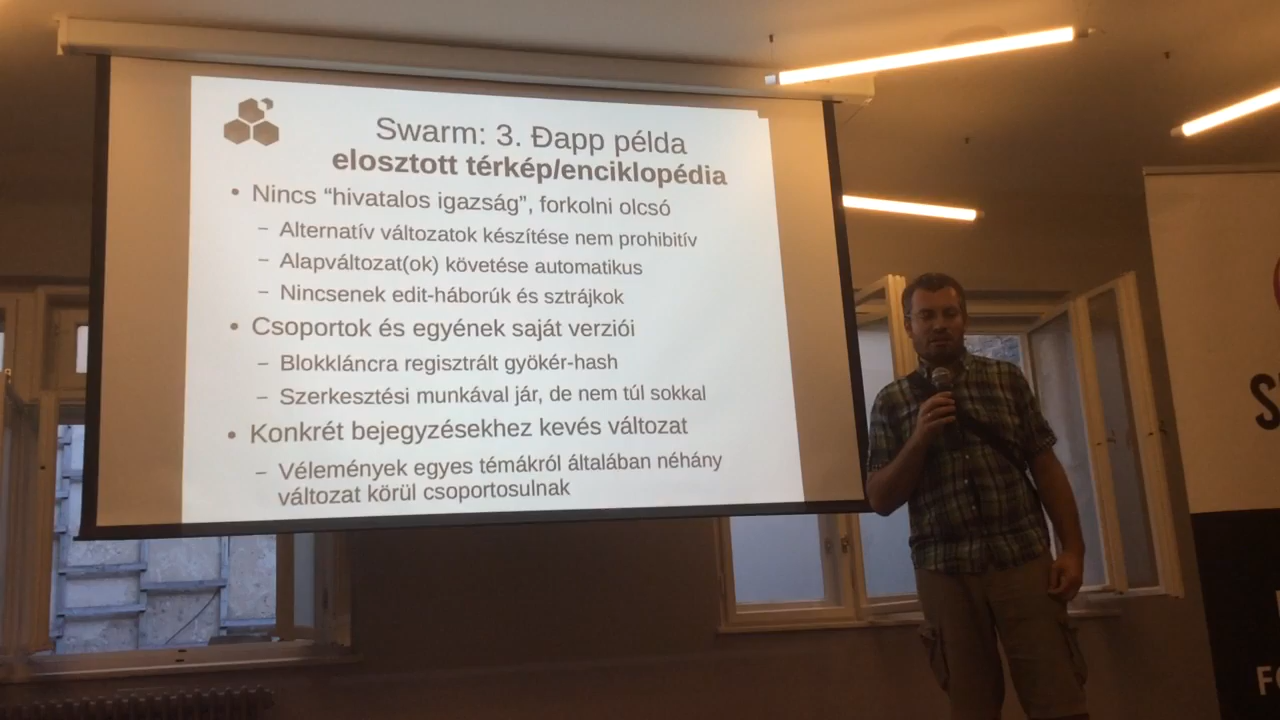 Swarm: 3. Đapp példa
elosztott térkép/enciklopédia
• Nincs “hivatalos igazság”, forkolni olcsó
– Alternatív változatok készítése nem prohibitív
– Alapváltozat(ok) követése automatikus
– Nincsenek edit-háborúk és sztrájkok
• Csoportok és egyének saját verziói
– Blokkláncra regisztrált gyökér-hash
– Szerkesztési munkával jár, de nem túl sokkal
• Konkrét bejegyzésekhez kevés változat
– Vélemények egyes témákról általában néhány
változat körül csoportosulnak